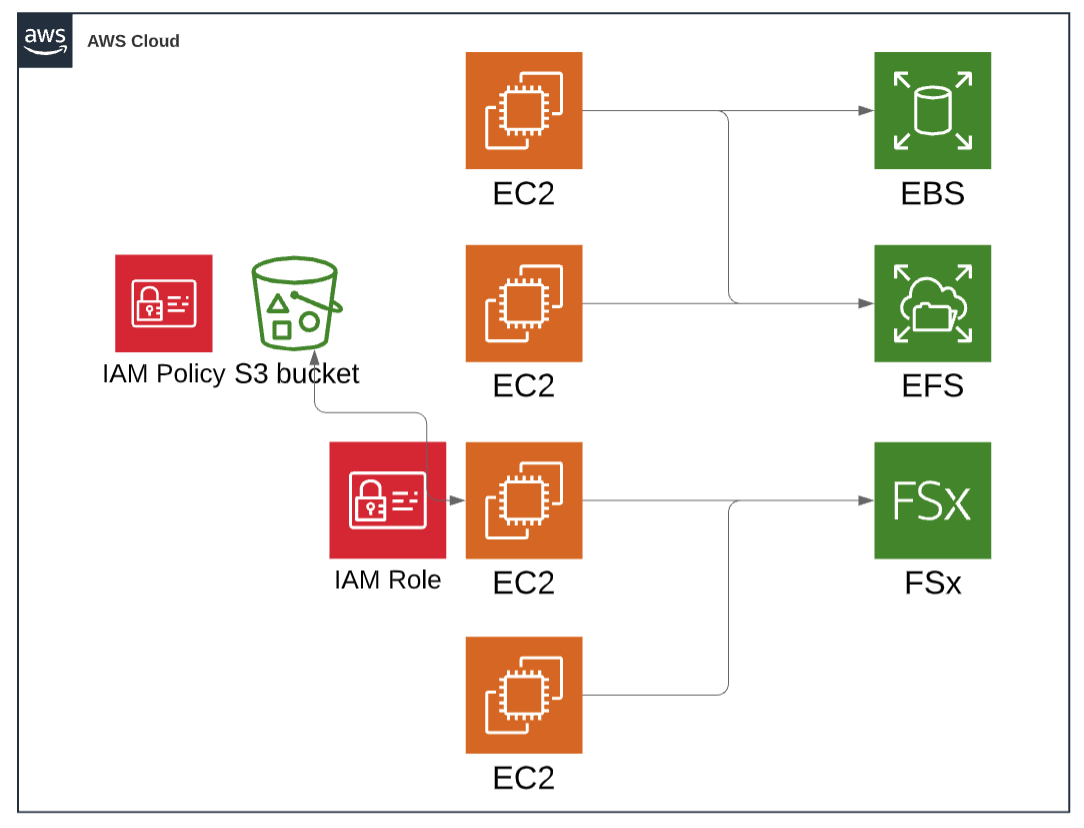 aws
AWS Cloud
EC2
EBS
EC2
EFS
IAM Policy
S3 bucket
IAM Role
EC2
FSx
FSx
EC2